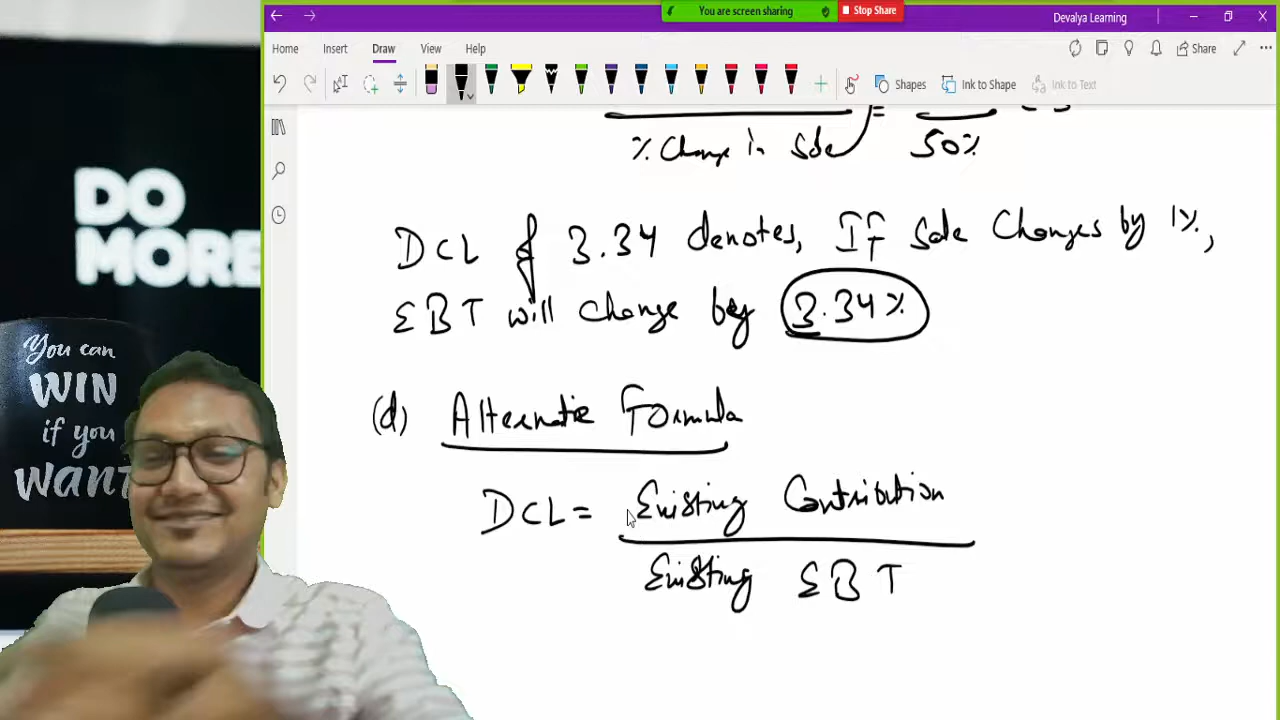 You are screen sharing
Stop Share
Devalya Learning
Home Insert Draw View Help
Share
Shapes
Ink to Shape
Ink to Text
% Change in Sale
=
50%
DCL of 3.34 denotes, If Sale Changes by 1%,
EBT will change by 3.34%
(d) Alternatie Formula
DCL = Existing Contribution
Existing EBT
DO
MORE
You can
WIN
if you
want